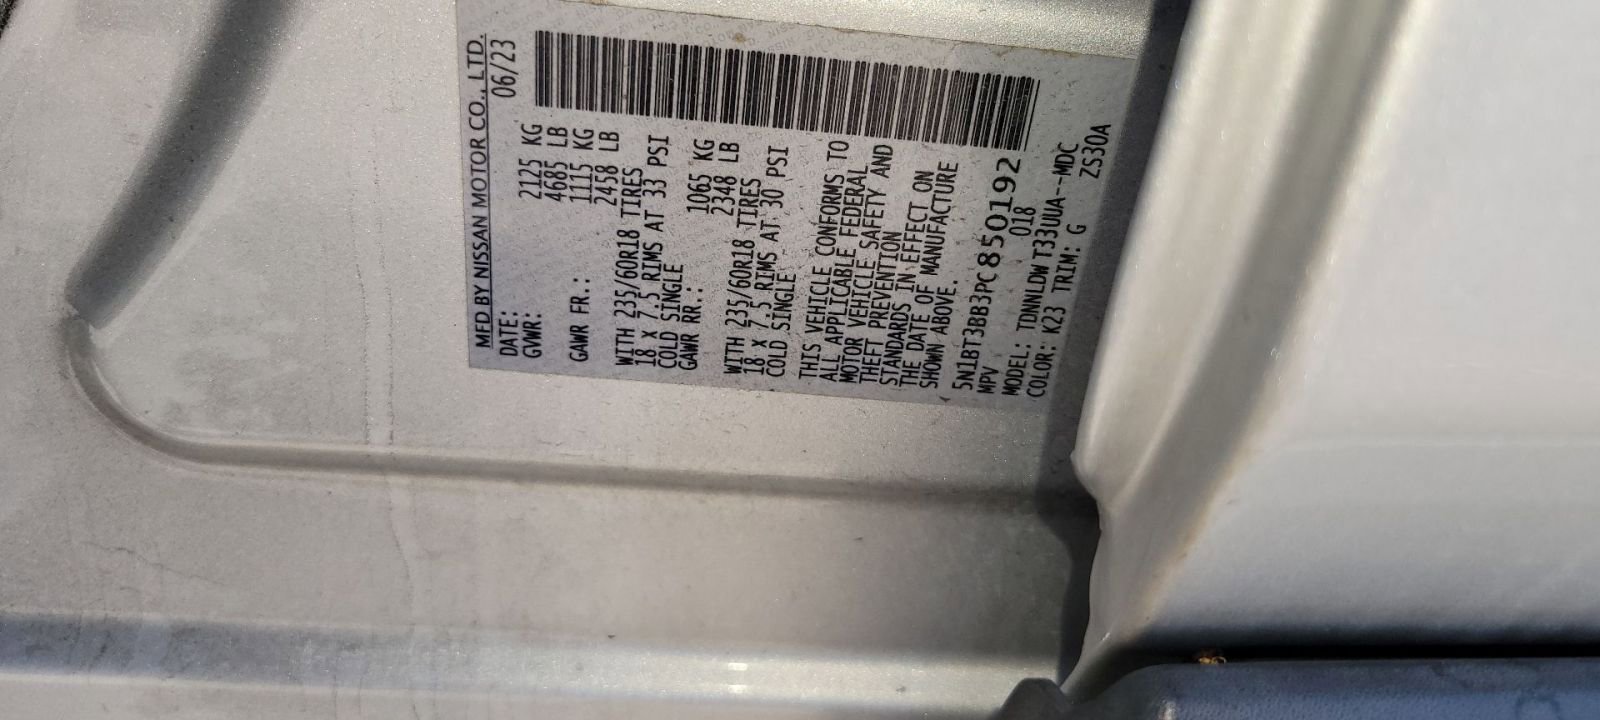 MFD BY NISSAN MOTOR CO., LTD.
DATE: 06/23
GVWR: 2125 KG
4685 LB
GAWR FR.: 1115 KG
2458 LB
WITH 235/60R18 TIRES
18 X 7.5 RIMS AT 33 PSI
COLD SINGLE
GAWR RR.: 1065 KG
2348 LB
WITH 235/60R18 TIRES
18 X 7.5 RIMS AT 30 PSI
COLD SINGLE
THIS VEHICLE CONFORMS TO
ALL APPLICABLE FEDERAL
MOTOR VEHICLE SAFETY AND
THEFT PREVENTION
STANDARDS IN EFFECT ON
THE DATE OF MANUFACTURE
SHOWN ABOVE.
5N1BT3BB3PC850192
MPV 018
MODEL: TDNNLDWT33UUA--MDC
COLOR: K23 TRIM: G ZS30A